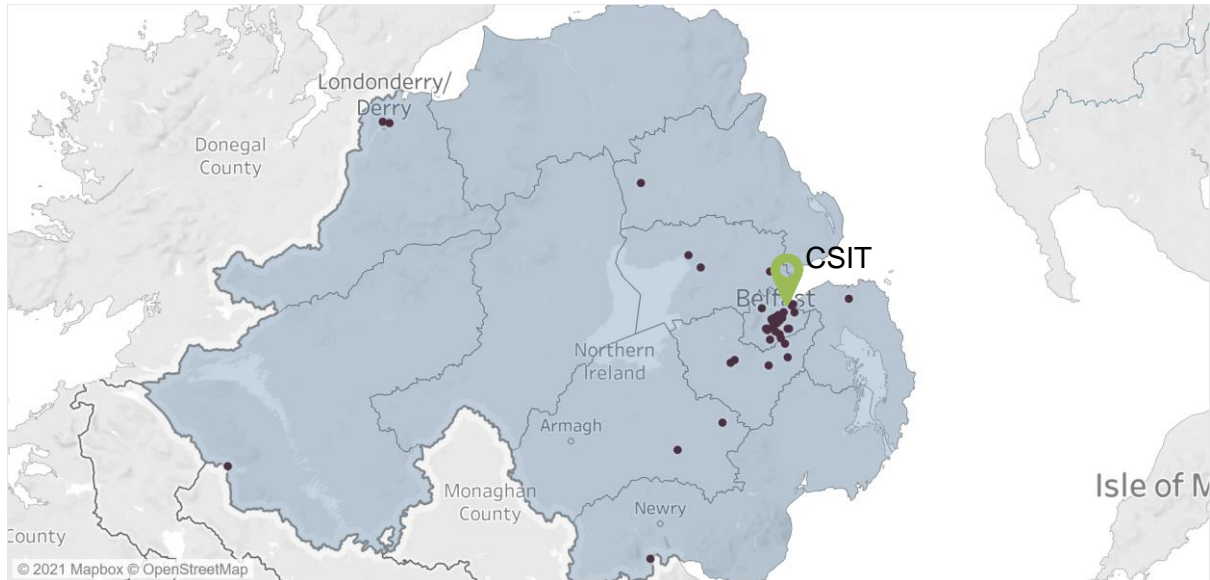 Londonderry/
Derry
Donegal
County
CSIT
Belfast
Northern
Ireland
Armagh
Monaghan
County
Newry
Isle of M
County
© 2021 Mapbox © OpenStreetMap